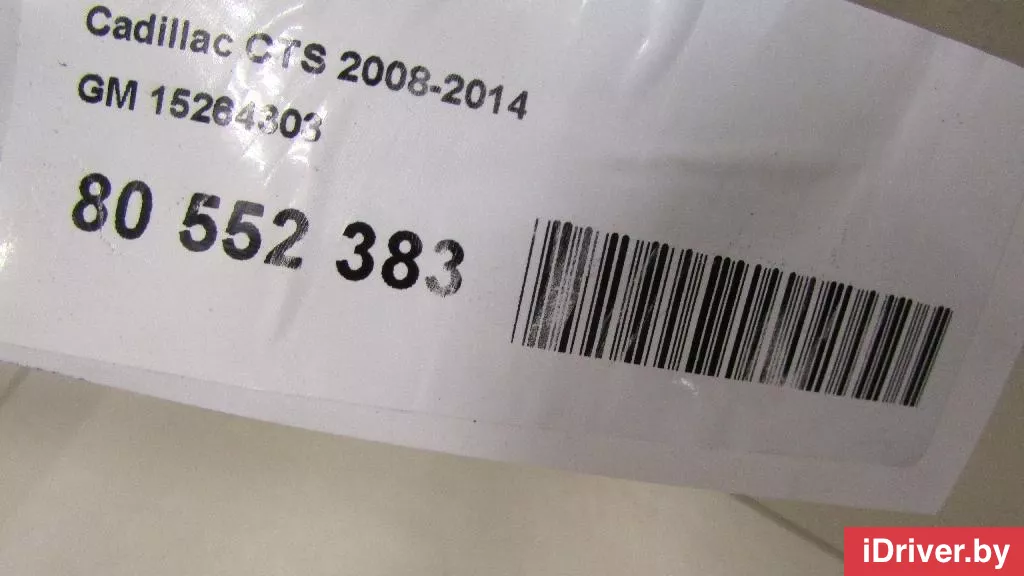 Cadillac CTS 2008-2014
GM 15264303
80 552 383
iDriver.by